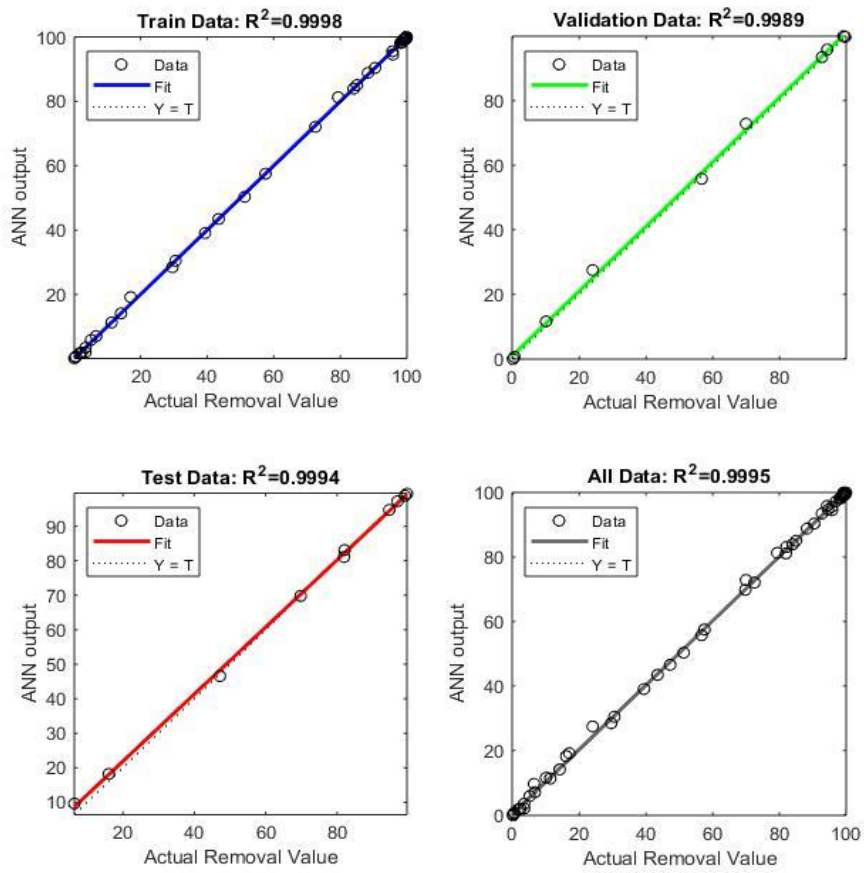 Train Data: R²=0.9998
100
80
60
40
20
0
ANN output
Data
Fit
Y = T
20
40
60
80
100
Actual Removal Value
Validation Data: R²=0.9989
100
80
60
40
20
0
ANN output
Data
Fit
Y = T
0
20
40
60
80
Actual Removal Value
Test Data: R²=0.9994
90
80
70
60
50
40
30
20
10
ANN output
Data
Fit
Y = T
20
40
60
80
Actual Removal Value
All Data: R²=0.9995
100
80
60
40
20
0
ANN output
Data
Fit
Y = T
0
20
40
60
80
100
Actual Removal Value